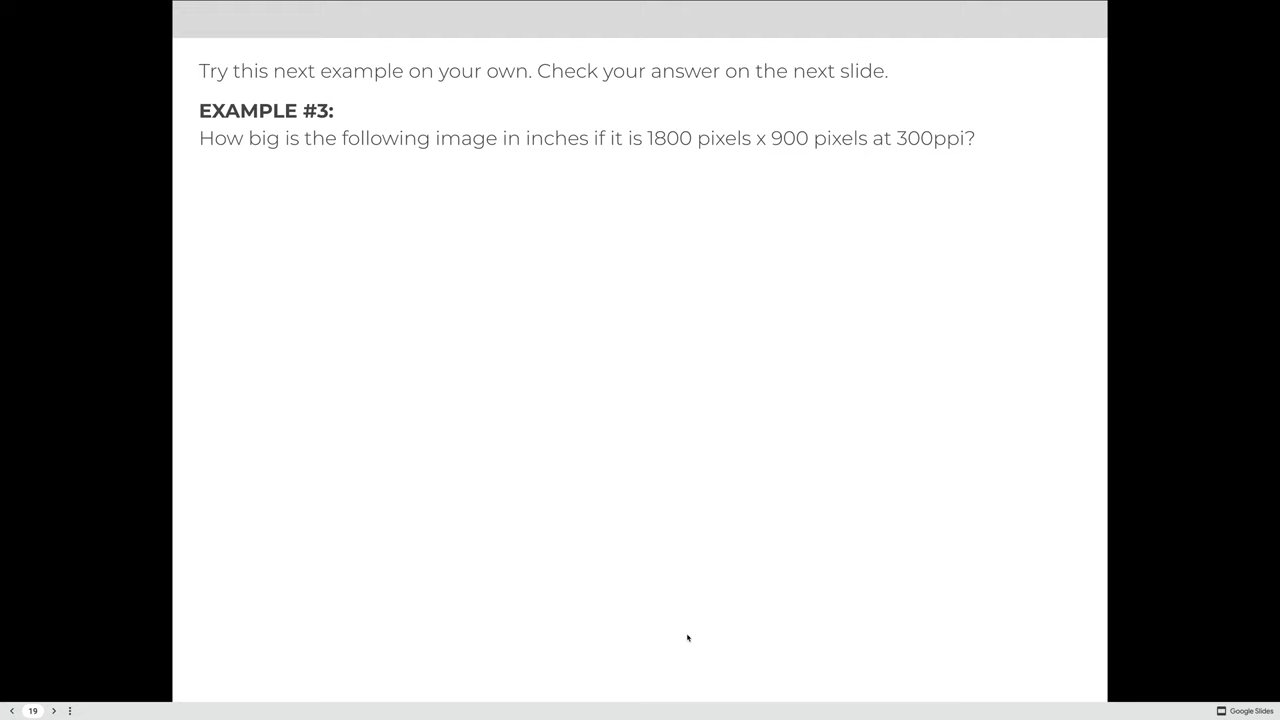 Try this next example on your own. Check your answer on the next slide.
EXAMPLE #3:
How big is the following image in inches if it is 1800 pixels x 900 pixels at 300ppi?
19
Google Slides